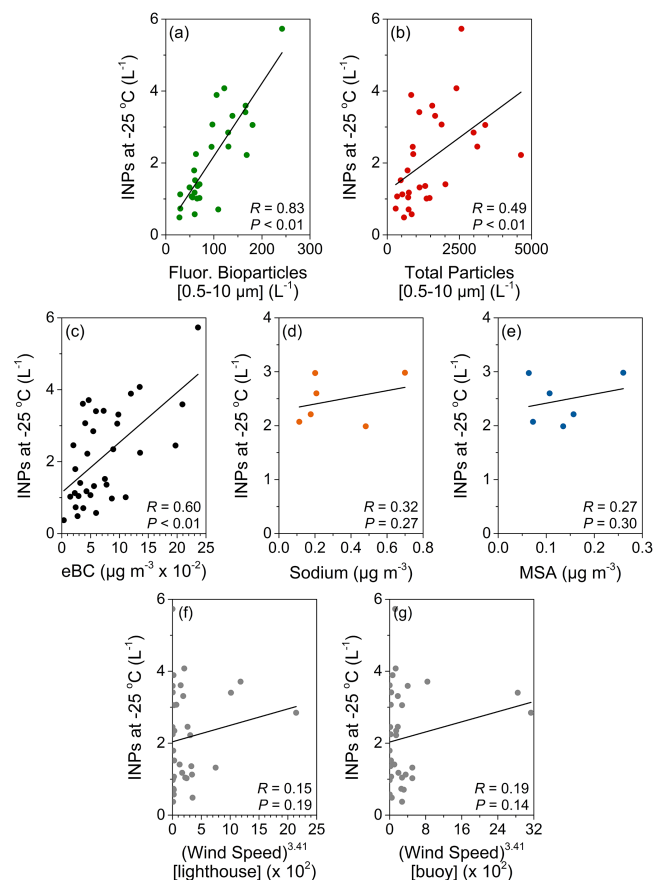 (a)
INPs at -25 °C (L⁻¹)
6
4
2
0
0 100 200 300
R = 0.83
P < 0.01
Fluor. Bioparticles
[0.5-10 µm] (L⁻¹)
(b)
INPs at -25 °C (L⁻¹)
6
4
2
0
0 2500 5000
R = 0.49
P < 0.01
Total Particles
[0.5-10 µm] (L⁻¹)
(c)
INPs at -25 °C (L⁻¹)
6
4
2
0
0 5 10 15 20 25
R = 0.60
P < 0.01
eBC (µg m⁻³ x 10⁻²)
(d)
INPs at -25 °C (L⁻¹)
4
3
2
1
0
0.0 0.2 0.4 0.6 0.8
R = 0.32
P = 0.27
Sodium (µg m⁻³)
(e)
INPs at -25 °C (L⁻¹)
4
3
2
1
0
0.0 0.1 0.2 0.3
R = 0.27
P = 0.30
MSA (µg m⁻³)
(f)
INPs at -25 °C (L⁻¹)
6
4
2
0
0 5 10 15 20 25
R = 0.15
P = 0.19
(Wind Speed)³·⁴¹
[lighthouse] (x 10²)
(g)
INPs at -25 °C (L⁻¹)
6
4
2
0
0 8 16 24 32
R = 0.19
P = 0.14
(Wind Speed)³·⁴¹
[buoy] (x 10²)